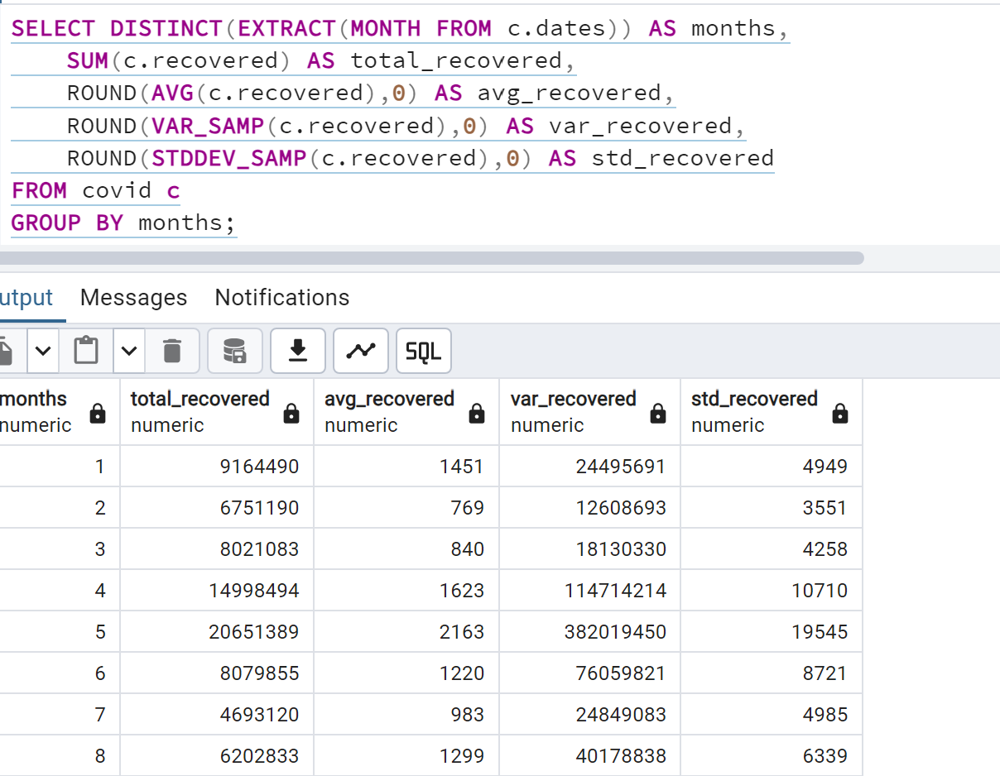 SELECT DISTINCT(EXTRACT(MONTH FROM c.dates)) AS months,
SUM(c.recovered) AS total_recovered,
ROUND(AVG(c.recovered),0) AS avg_recovered,
ROUND(VAR_SAMP(c.recovered),0) AS var_recovered,
ROUND(STDDEV_SAMP(c.recovered),0) AS std_recovered
FROM covid c
GROUP BY months;
utput Messages Notifications
SQL
months total_recovered avg_recovered var_recovered std_recovered
numeric numeric numeric numeric numeric
1 9164490 1451 24495691 4949
2 6751190 769 12608693 3551
3 8021083 840 18130330 4258
4 14998494 1623 114714214 10710
5 20651389 2163 382019450 19545
6 8079855 1220 76059821 8721
7 4693120 983 24849083 4985
8 6202833 1299 40178838 6339